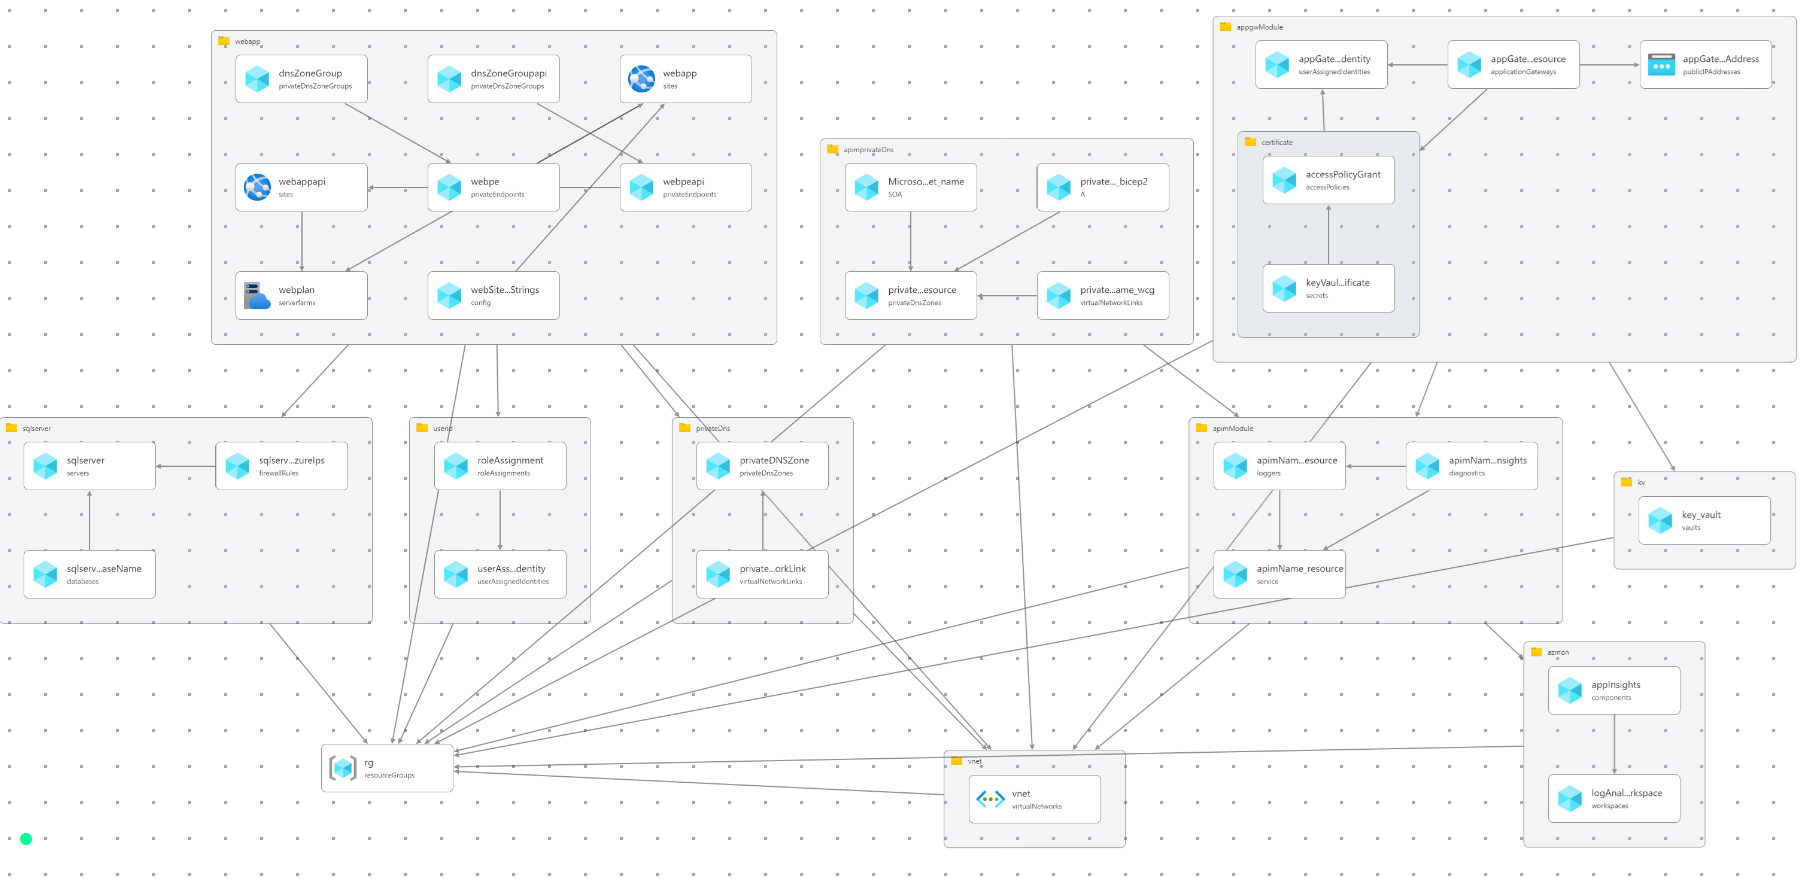 webapp
dnsZoneGroup
privateDnsZoneGroups
dnsZoneGroupapi
privateDnsZoneGroups
webapp
sites
webappapi
sites
webpe
privateEndpoints
webpeapi
privateEndpoints
webplan
serverfarms
webSite...Strings
config
apimprivateDns
Microso...et_name
SOA
private..._bicep2
A
private...esource
privateDnsZones
private...ame_wcg
virtualNetworkLinks
appgwModule
appGate...dentity
userAssignedIdentities
appGate...esource
applicationGateways
appGate...Address
publicIPAddresses
certificate
accessPolicyGrant
accessPolicies
keyVaul...ificate
secrets
sqlserver
sqlserver
servers
sqlserv...zureIps
firewallRules
sqlserv...aseName
databases
userid
roleAssignment
roleAssignments
userAss...dentity
userAssignedIdentities
privateDns
privateDNSZone
privateDnsZones
private...orkLink
virtualNetworkLinks
apimModule
apimNam...esource
loggers
apimNam...nsights
diagnostics
apimName_resource
service
kv
key_vault
vaults
azmon
appInsights
components
logAnal...rkspace
workspaces
rg
resourceGroups
vnet
vnet
virtualNetworks